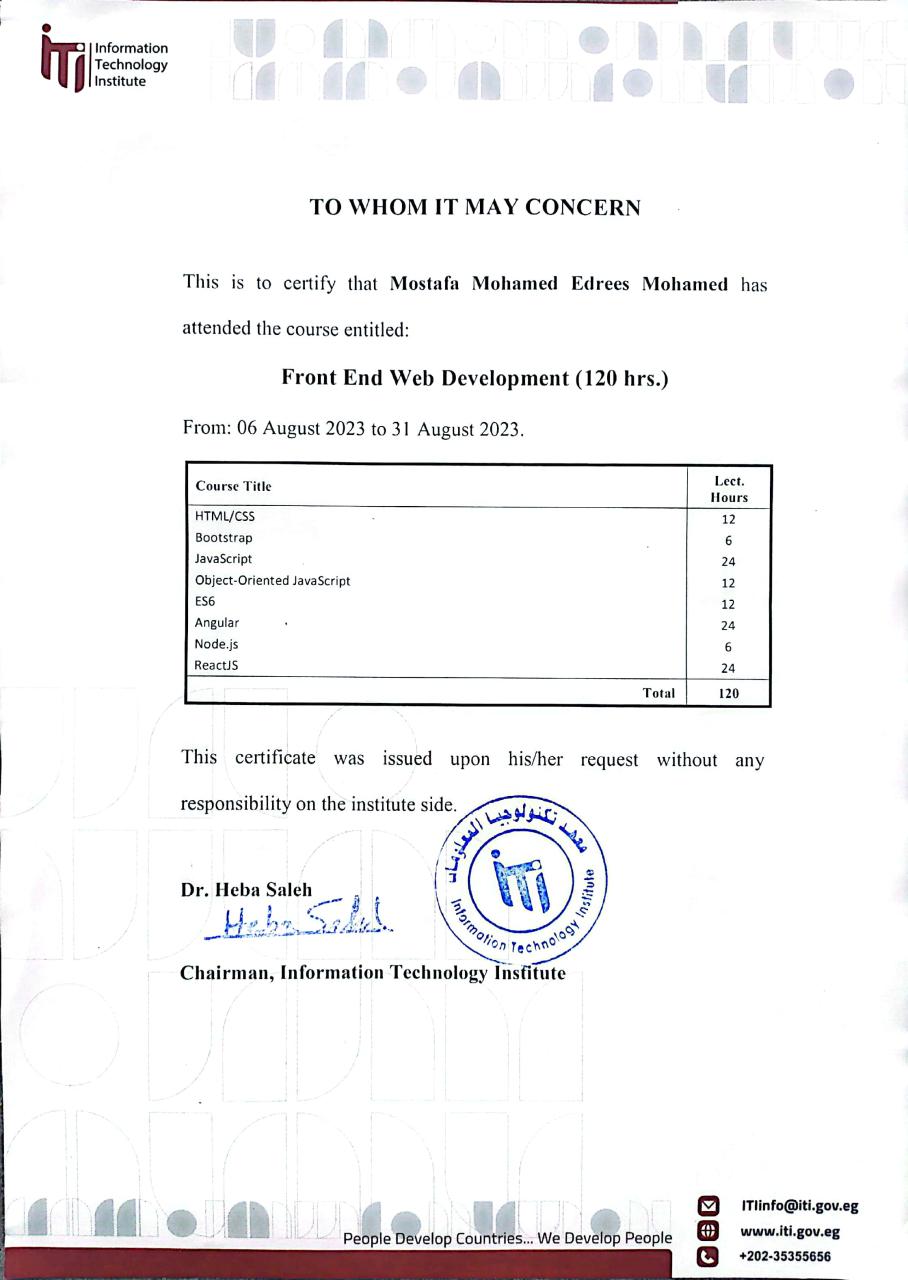 iTi
Information
Technology
Institute
TO WHOM IT MAY CONCERN
This is to certify that Mostafa Mohamed Edrees Mohamed has
attended the course entitled:
Front End Web Development (120 hrs.)
From: 06 August 2023 to 31 August 2023.
Course Title Lect. Hours
HTML/CSS 12
Bootstrap 6
JavaScript 24
Object-Oriented JavaScript 12
ES6 12
Angular 24
Node.js 6
ReactJS 24
Total 120
This certificate was issued upon his/her request without any
responsibility on the institute side.
معهد تكنولوجيا المعلومات
iTi
Information Technology Institute
Dr. Heba Saleh
Heba Saleh
Chairman, Information Technology Institute
People Develop Countries... We Develop People
ITIinfo@iti.gov.eg
www.iti.gov.eg
+202-35355656